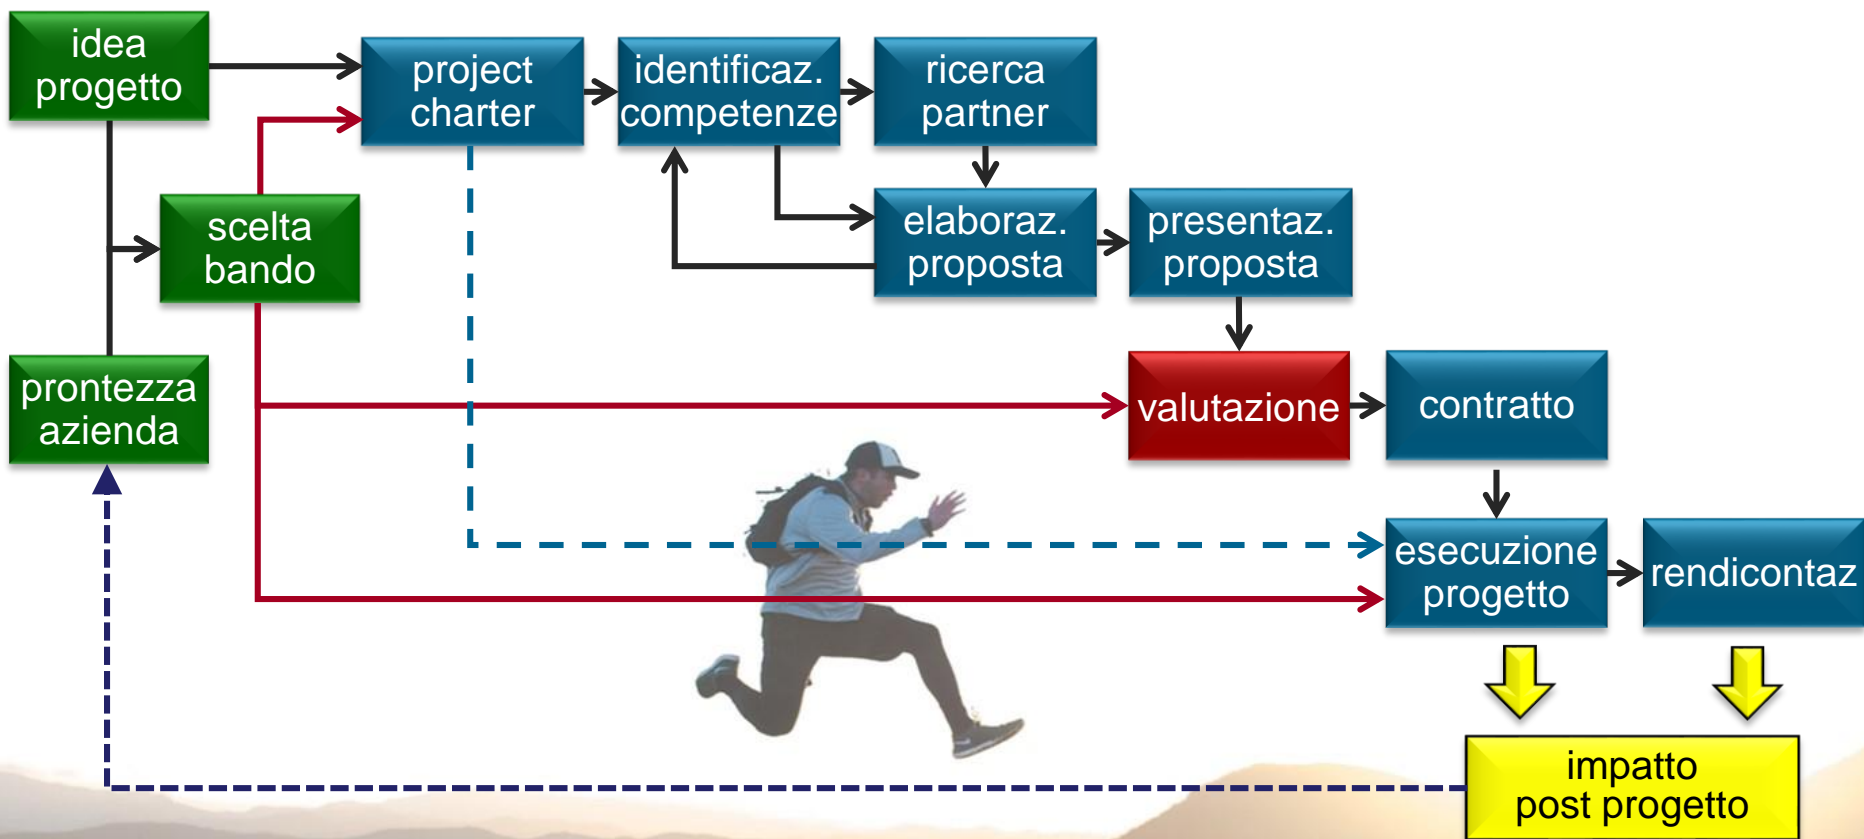 idea
progetto
project
charter
identificaz.
competenze
ricerca
partner
scelta
bando
elaboraz.
proposta
presentaz.
proposta
prontezza
azienda
valutazione
contratto
esecuzione
progetto
rendicontaz
impatto
post progetto